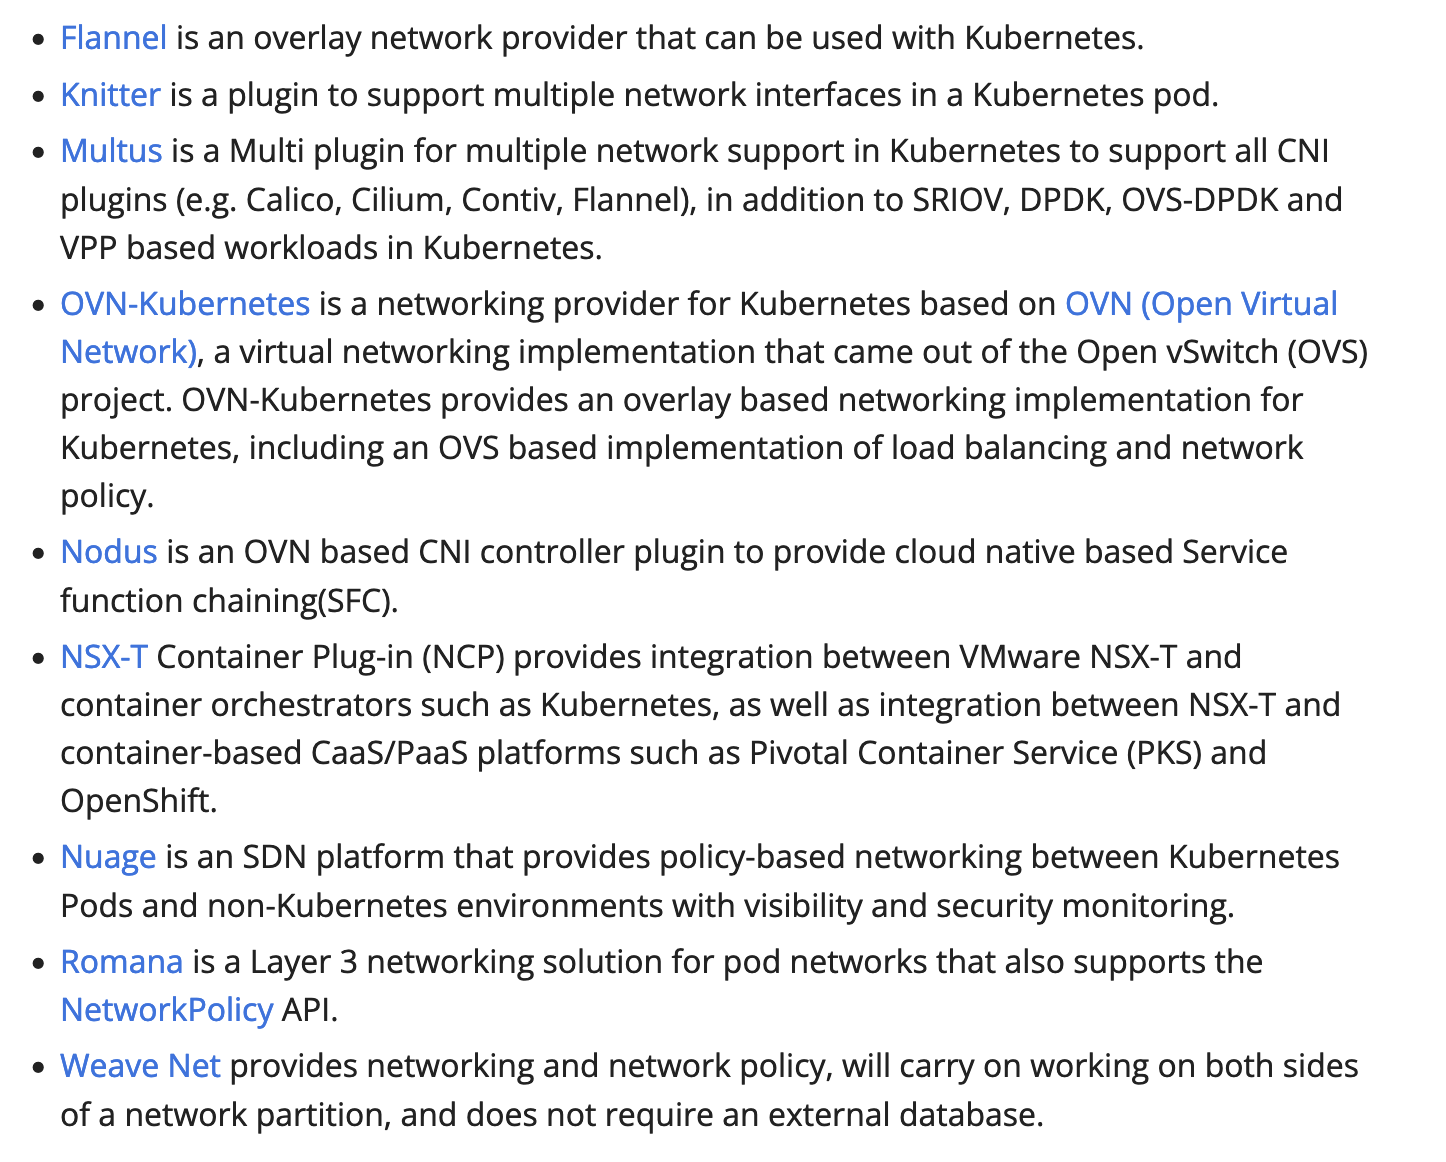 • Flannel is an overlay network provider that can be used with Kubernetes.
• Knitter is a plugin to support multiple network interfaces in a Kubernetes pod.
• Multus is a Multi plugin for multiple network support in Kubernetes to support all CNI
plugins (e.g. Calico, Cilium, Contiv, Flannel), in addition to SRIOV, DPDK, OVS-DPDK and
VPP based workloads in Kubernetes.
• OVN-Kubernetes is a networking provider for Kubernetes based on OVN (Open Virtual
Network), a virtual networking implementation that came out of the Open vSwitch (OVS)
project. OVN-Kubernetes provides an overlay based networking implementation for
Kubernetes, including an OVS based implementation of load balancing and network
policy.
• Nodus is an OVN based CNI controller plugin to provide cloud native based Service
function chaining(SFC).
• NSX-T Container Plug-in (NCP) provides integration between VMware NSX-T and
container orchestrators such as Kubernetes, as well as integration between NSX-T and
container-based CaaS/PaaS platforms such as Pivotal Container Service (PKS) and
OpenShift.
• Nuage is an SDN platform that provides policy-based networking between Kubernetes
Pods and non-Kubernetes environments with visibility and security monitoring.
• Romana is a Layer 3 networking solution for pod networks that also supports the
NetworkPolicy API.
• Weave Net provides networking and network policy, will carry on working on both sides
of a network partition, and does not require an external database.